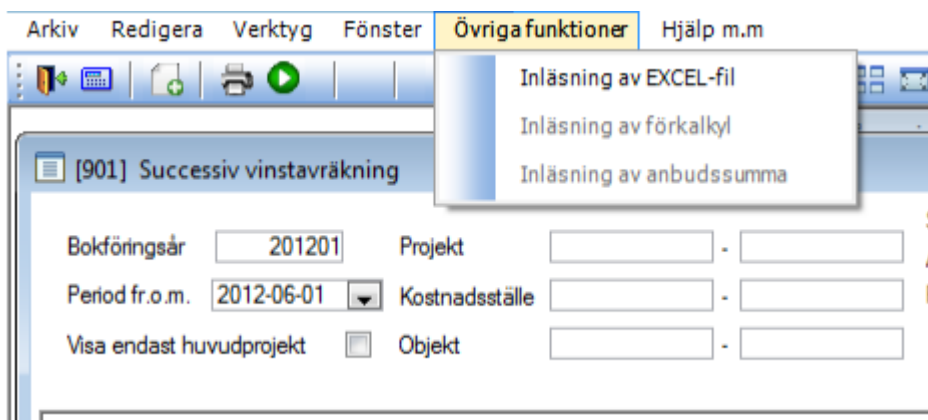 Arkiv Redigera Verktyg Fönster Övriga funktioner Hjälp m.m
Inläsning av EXCEL-fil
Inläsning av förkalkyl
Inläsning av anbudssumma
[901] Successiv vinstavräkning
Bokföringsår 201201 Projekt -
Period fr.o.m. 2012-06-01 Kostnadsställe -
Visa endast huvudprojekt Objekt -